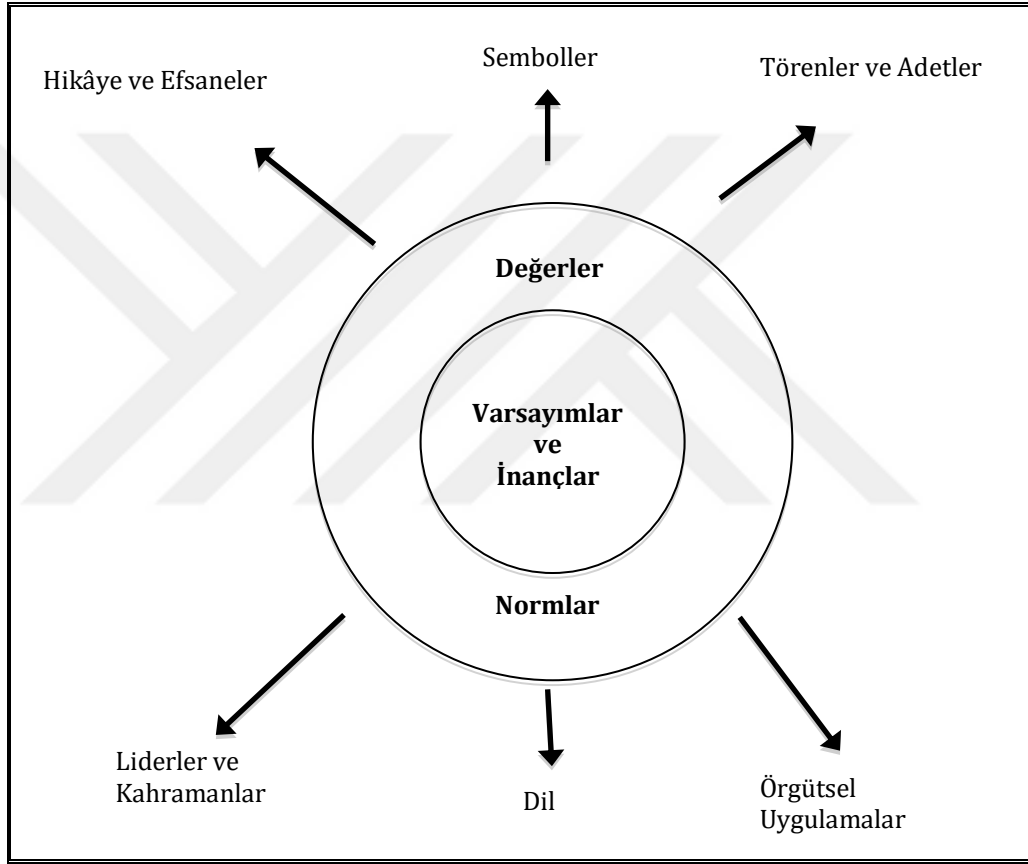 Semboller
Hikâye ve Efsaneler
Törenler ve Adetler
Değerler
Varsayımlar
ve
İnançlar
Normlar
Liderler ve
Kahramanlar
Dil
Örgütsel
Uygulamalar